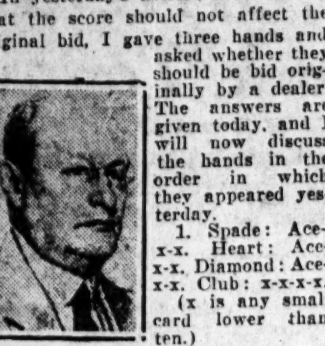 at the score should not affect the
ginal bid, I gave three hands and
asked whether they
should be bid orig-
inally by a dealer.
The answers are
given today, and I
will now discuss
the hands in the
order in which
they appeared yes-
terday.
1. Spade: Ace-
x-x. Heart: Ace-
x-x. Diamond: Ace-
x-x. Club: x-x-x-x.
(x is any small
card lower than
ten.)